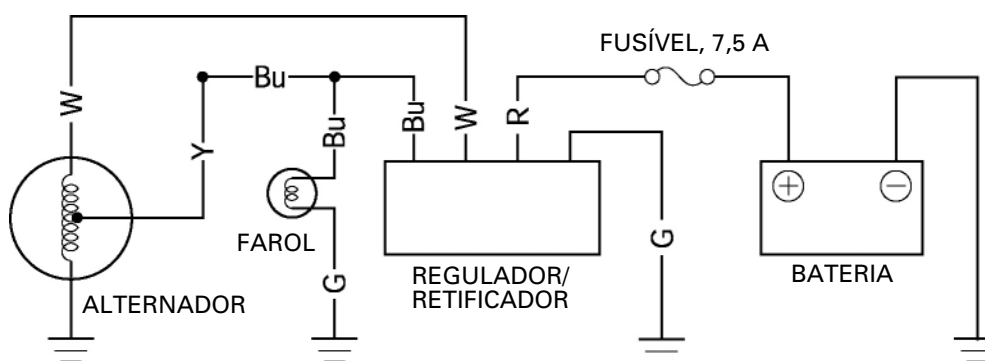 FUSÍVEL, 7,5 A
Bu
W
Y
Bu
Bu
W
R
G
G
FAROL
ALTERNADOR
REGULADOR/
RETIFICADOR
BATERIA